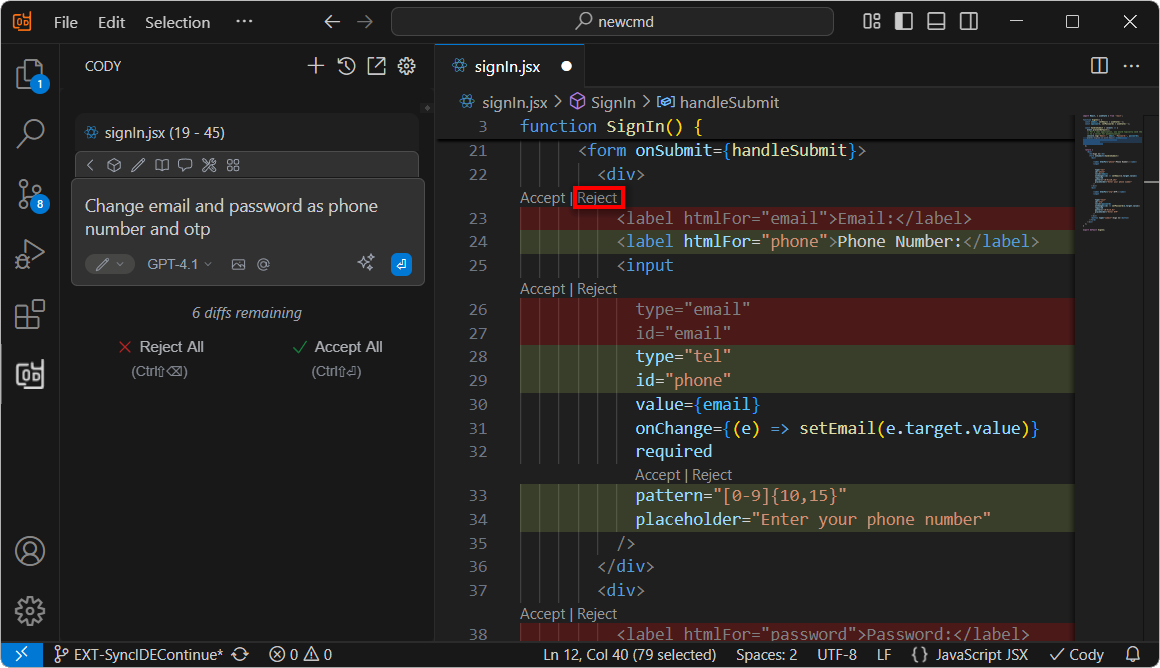 File Edit Selection ··· newcmd
CODY
signIn.jsx
1
signIn.jsx (19 - 45)
Change email and password as phone
number and otp
GPT-4.1 @
8
6 diffs remaining
Reject All Accept All
(Ctrl⇧⌫) (Ctrl⇧⏎)
signIn.jsx > SignIn > handleSubmit
3 function SignIn() {
21 <form onSubmit={handleSubmit}>
22 <div>
Accept | Reject
23 <label htmlFor="email">Email:</label>
24 <label htmlFor="phone">Phone Number:</label>
25 <input
Accept | Reject
26 type="email"
27 id="email"
28 type="tel"
29 id="phone"
30 value={email}
31 onChange={(e) => setEmail(e.target.value)}
32 required
Accept | Reject
33 pattern="[0-9]{10,15}"
34 placeholder="Enter your phone number"
35 />
36 </div>
37 <div>
Accept | Reject
38 <label htmlFor="password">Password:</label>
EXT-SyncIDEContinue* 0 0 Ln 12, Col 40 (79 selected) Spaces: 2 UTF-8 LF {} JavaScript JSX Cody